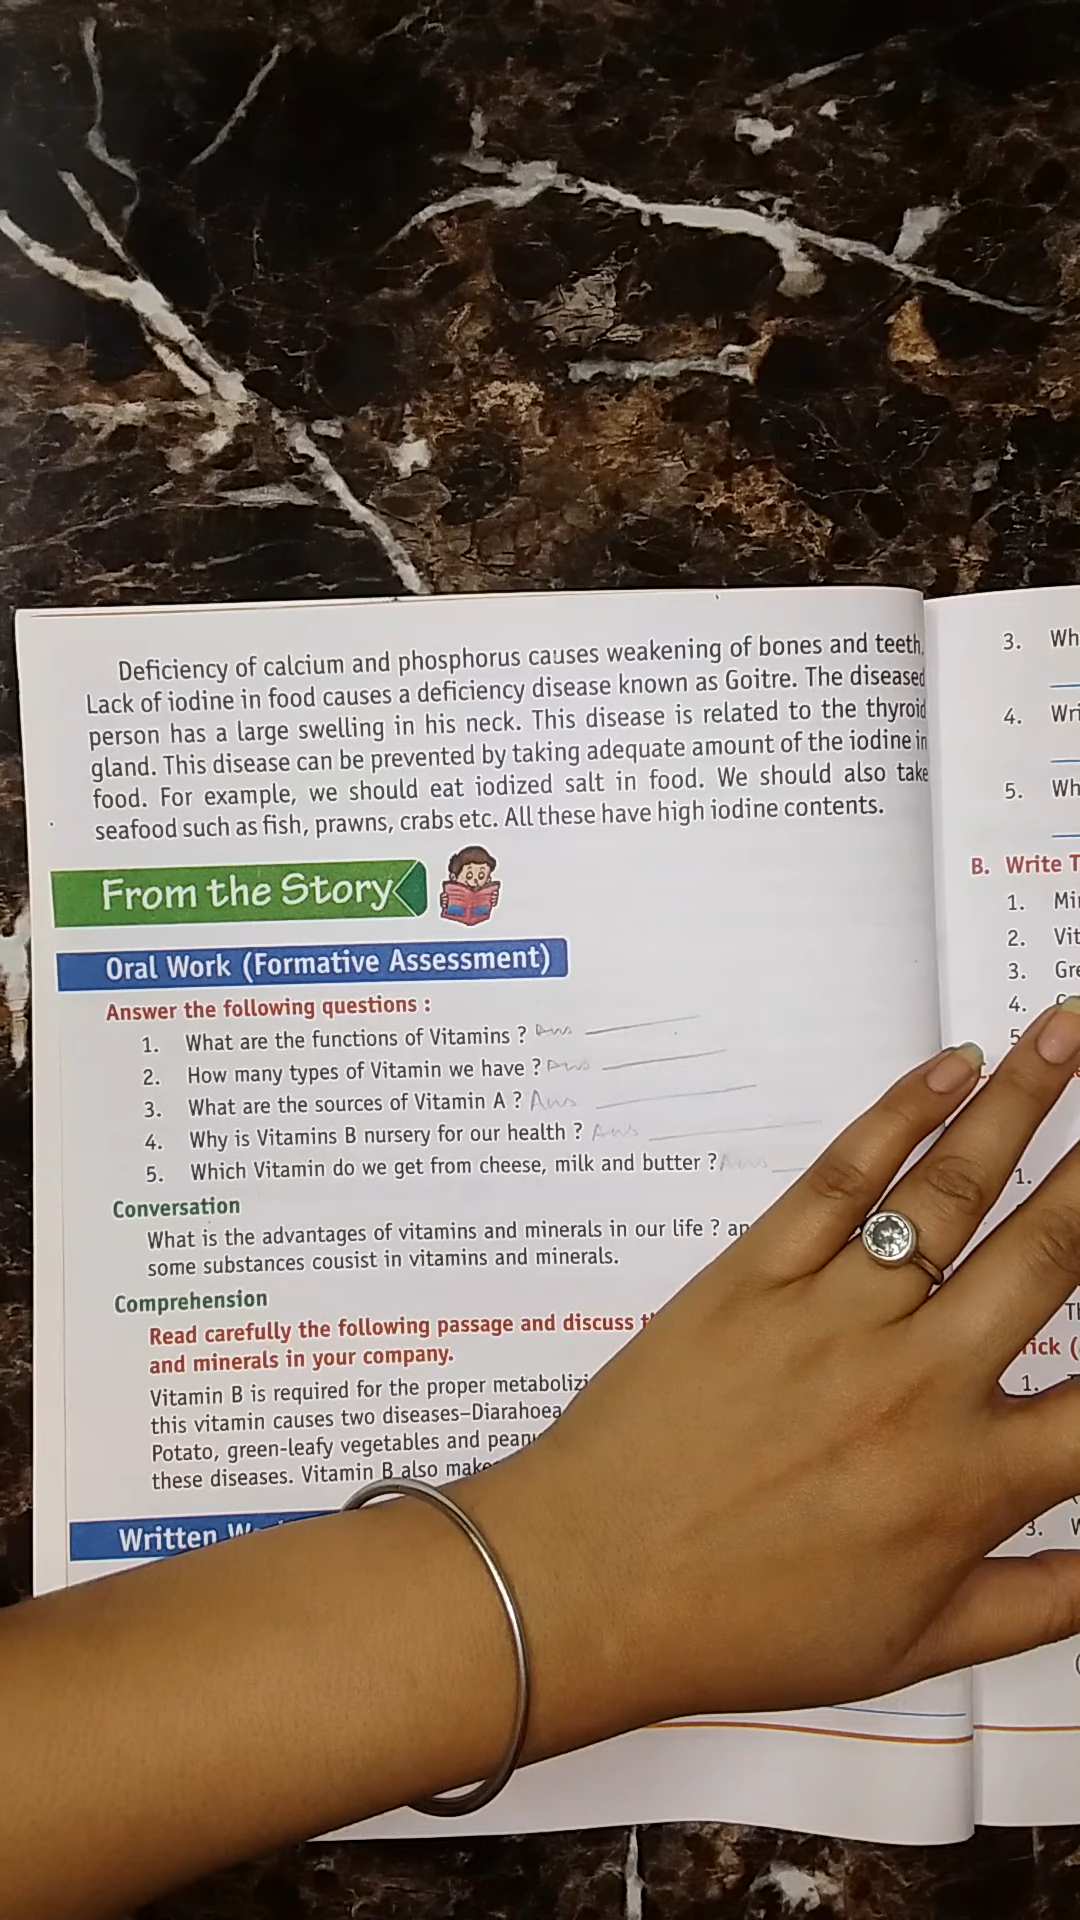 Deficiency of calcium and phosphorus causes weakening of bones and teeth.
Lack of iodine in food causes a deficiency disease known as Goitre. The diseased
person has a large swelling in his neck. This disease is related to the thyroid
gland. This disease can be prevented by taking adequate amount of the iodine in
food. For example, we should eat iodized salt in food. We should also take
seafood such as fish, prawns, crabs etc. All these have high iodine contents.
From the Story
Oral Work (Formative Assessment)
Answer the following questions :
1. What are the functions of Vitamins ? Ans
2. How many types of Vitamin we have ? Ans
3. What are the sources of Vitamin A ? Ans
4. Why is Vitamins B nursery for our health ? Ans
5. Which Vitamin do we get from cheese, milk and butter ? Ans
Conversation
What is the advantages of vitamins and minerals in our life ?
some substances cousist in vitamins and minerals.
Comprehension
Read carefully the following passage and discuss
and minerals in your company.
Vitamin B is required for the proper
this vitamin causes two diseases–Diarahoea
Potato, green-leafy vegetables and
these diseases. Vitamin B also
Written
3.
4.
5.
B. Write
1.
2.
3.
4.
1.
1.
3.